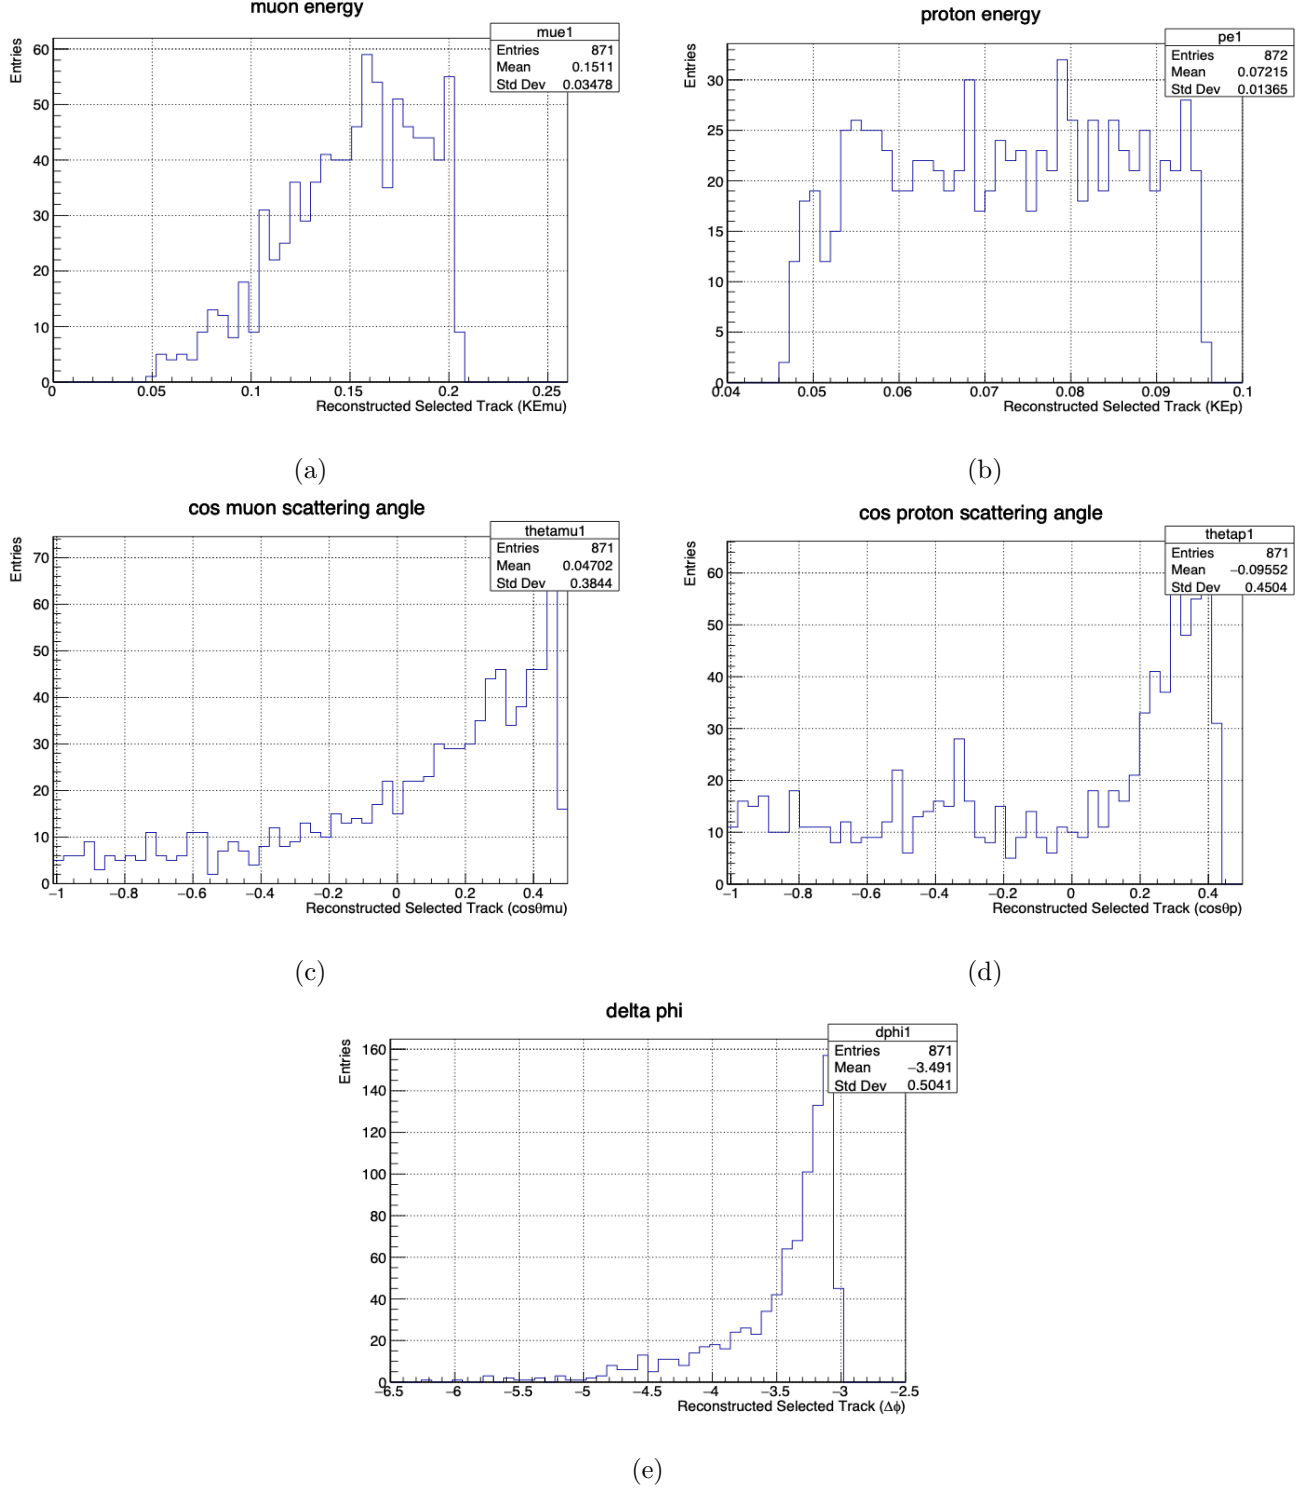 muon energy
Entries
mue1
Entries 871
Mean 0.1511
Std Dev 0.03478
60
50
40
30
20
10
0
0 0.05 0.1 0.15 0.2 0.25
Reconstructed Selected Track (KEmu)
(a)
proton energy
Entries
pe1
Entries 872
Mean 0.07215
Std Dev 0.01365
30
25
20
15
10
5
0
0.04 0.05 0.06 0.07 0.08 0.09 0.1
Reconstructed Selected Track (KEp)
(b)
cos muon scattering angle
Entries
thetamu1
Entries 871
Mean 0.04702
Std Dev 0.3844
70
60
50
40
30
20
10
0
−1 −0.8 −0.6 −0.4 −0.2 0 0.2 0.4
Reconstructed Selected Track (cosθmu)
(c)
cos proton scattering angle
Entries
thetap1
Entries 871
Mean −0.09552
Std Dev 0.4504
60
50
40
30
20
10
0
−1 −0.8 −0.6 −0.4 −0.2 0 0.2 0.4
Reconstructed Selected Track (cosθp)
(d)
delta phi
Entries
dphi1
Entries 871
Mean −3.491
Std Dev 0.5041
160
140
120
100
80
60
40
20
0
−6.5 −6 −5.5 −5 −4.5 −4 −3.5 −3 −2.5
Reconstructed Selected Track (Δϕ)
(e)